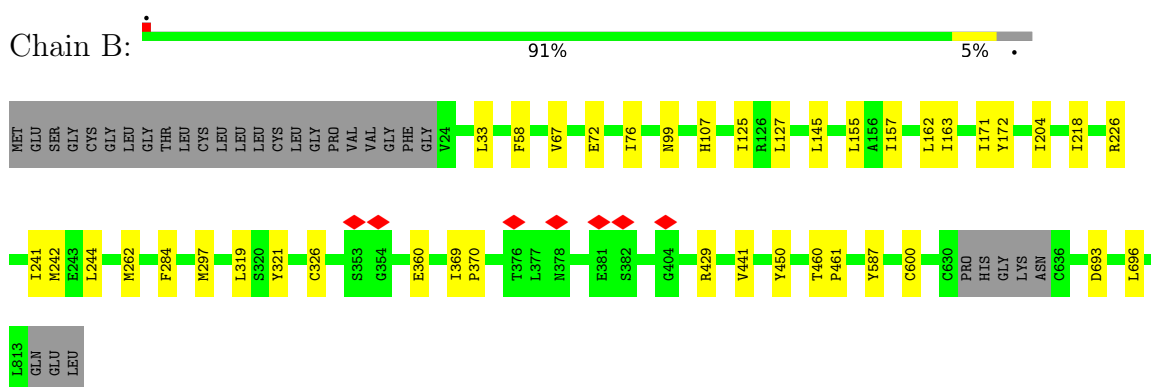 Chain B:
91%
5%
MET GLU SER GLY CYS GLY LEU GLY THR LEU CYS LEU LEU LEU CYS LEU GLY PRO VAL VAL GLY PHE GLY V24 L33 F58 V67 E72 I76 N99 H107 I125 R126 L127 L145 L155 A156 I157 L162 I163 I171 Y172 I204 I218 R226
I241 M242 E243 L244 M262 F284 M297 L319 S320 Y321 C326 S353 G354 E360 I369 P370 T376 L377 N378 E381 S382 G404 R429 V441 Y450 T460 P461 Y587 C600 C630 PRO HIS GLY LYS ASN C636 D693 L696
L813 GLN GLU LEU